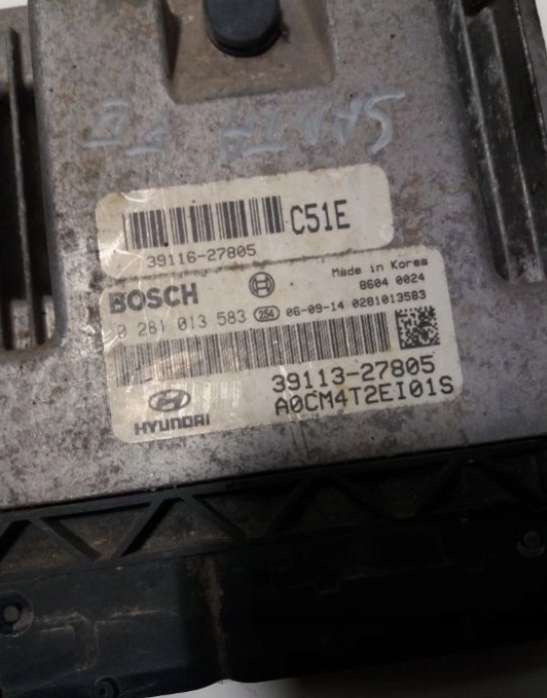 C51E
39116-27805
BOSCH
Made in Korea
8604 0024
0 281 013 583 254 06-09-14 0281013583
39113-27805
A0CM4T2EI01S
HYUNDAI